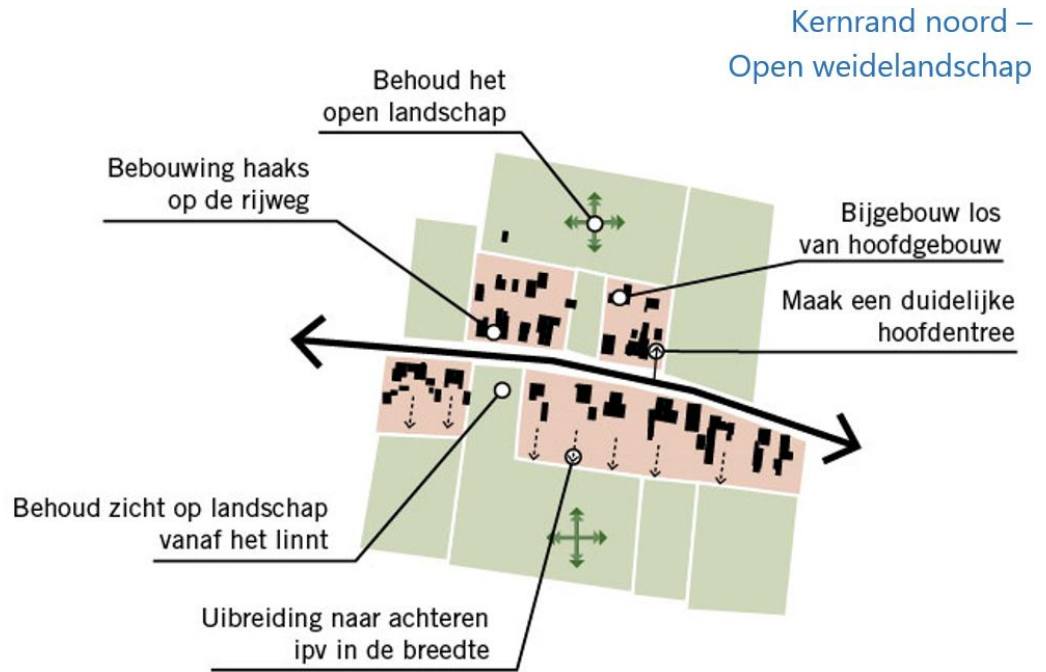 Kernrand noord –
Open weidelandschap
Behoud het
open landschap
Bebouwing haaks
op de rijweg
Bijgebouw los
van hoofdgebouw
Maak een duidelijke
hoofdentree
Behoud zicht op landschap
vanaf het linnt
Uibreiding naar achteren
ipv in de breedte